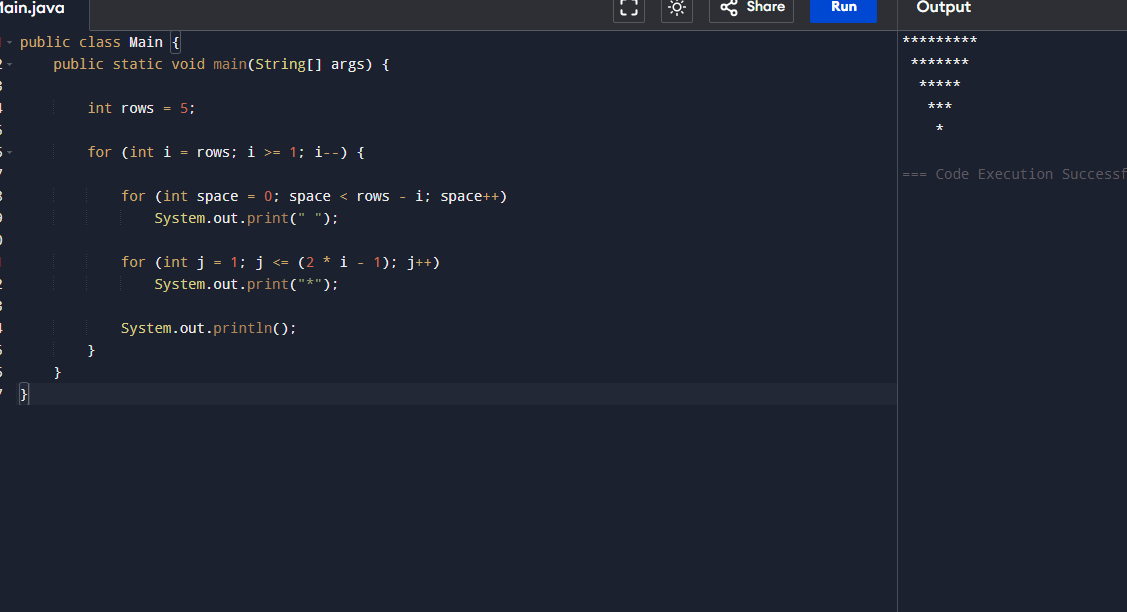 Main.java
Share
Run
Output
public class Main {
    public static void main(String[] args) {
        int rows = 5;
        for (int i = rows; i >= 1; i--) {
            for (int space = 0; space < rows - i; space++)
                System.out.print(" ");
            for (int j = 1; j <= (2 * i - 1); j++)
                System.out.print("*");
            System.out.println();
        }
    }
}
*********
 *******
  *****
   ***
    *
=== Code Execution Successf